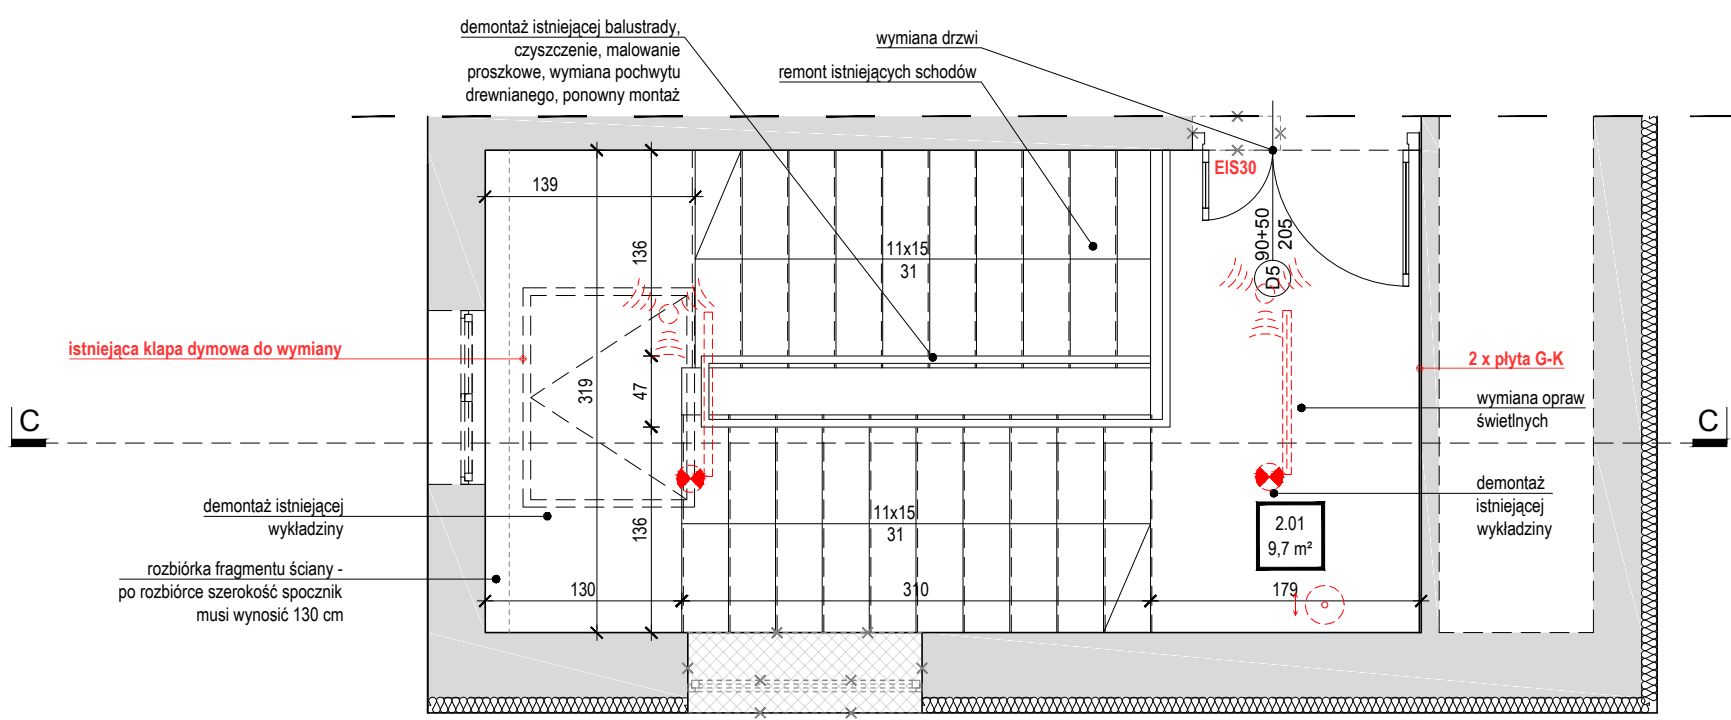 demontaż istniejącej balustrady,
czyszczenie, malowanie
proszkowe, wymiana pochwytu
drewnianego, ponowny montaż
wymiana drzwi
remont istniejących schodów
EIS30
139
90+50
205
D5
136
11x15
31
istniejąca klapa dymowa do wymiany
2 x płyta G-K
319
47
wymiana opraw
świetlnych
C
C
demontaż istniejącej
wykładziny
136
11x15
31
demontaż
istniejącej
wykładziny
2.01
9,7 m²
rozbiórka fragmentu ściany -
po rozbiórce szerokość spocznik
musi wynosić 130 cm
130
310
179